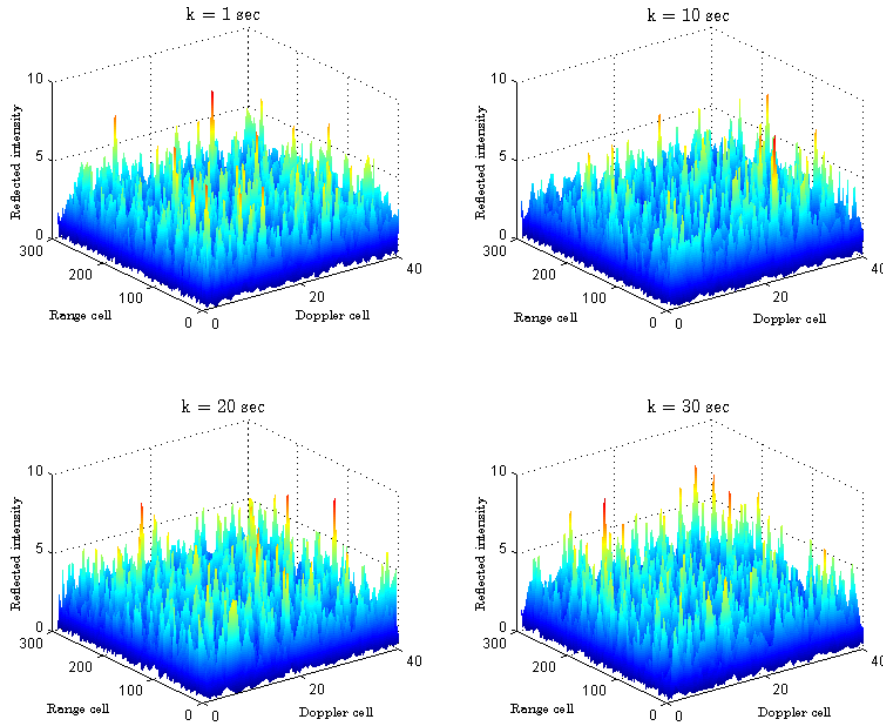 k = 1 sec
10
5
0
Reflected intensity
300
200
100
0
Range cell
0
20
40
Doppler cell
k = 10 sec
10
5
0
Reflected intensity
300
200
100
0
Range cell
0
20
40
Doppler cell
k = 20 sec
10
5
0
Reflected intensity
300
200
100
0
Range cell
0
20
40
Doppler cell
k = 30 sec
10
5
0
Reflected intensity
300
200
100
0
Range cell
0
20
40
Doppler cell